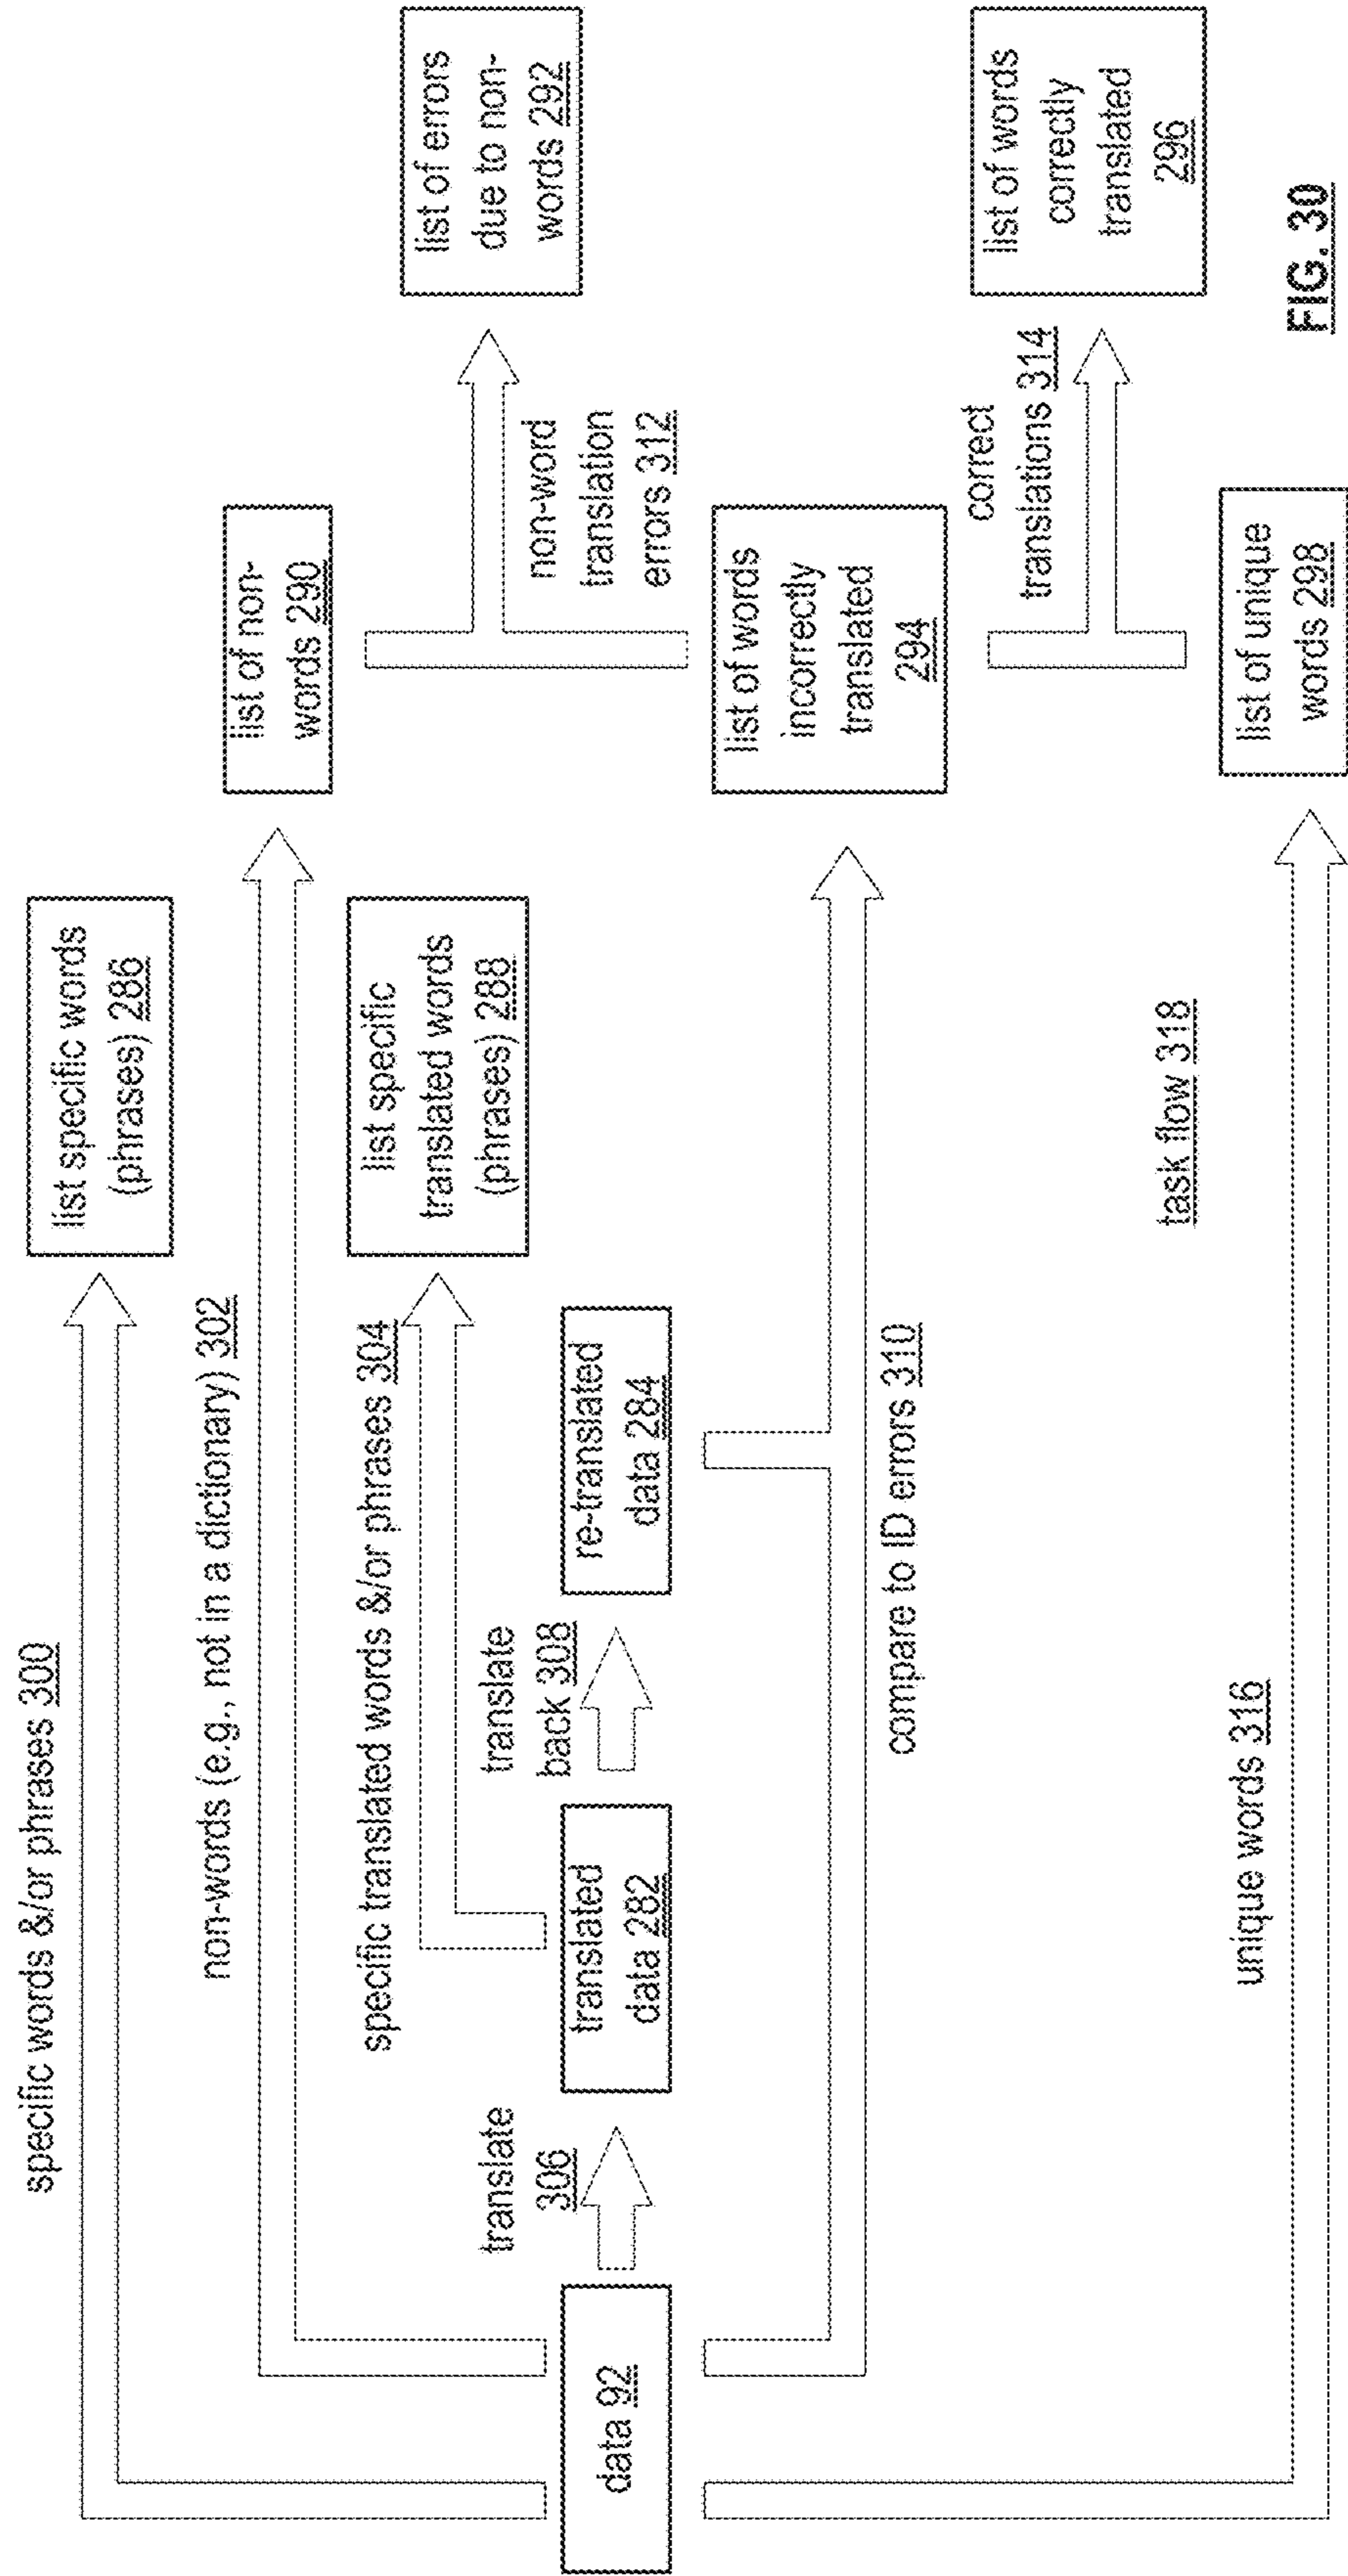 specific words &/or phrases 300
list specific words
(phrases) 286
non-words (e.g., not in a dictionary) 302
list of non-
words 290
specific translated words &/or phrases 304
list specific
translated words
(phrases) 288
list of errors
due to non-
words 292
non-word
translation
errors 312
data 92
translate
306
translated
data 282
translate
back 308
re-translated
data 284
compare to ID errors 310
list of words
incorrectly
translated
294
correct
translations 314
list of words
correctly
translated
296
task flow 318
unique words 316
list of unique
words 298
FIG. 30